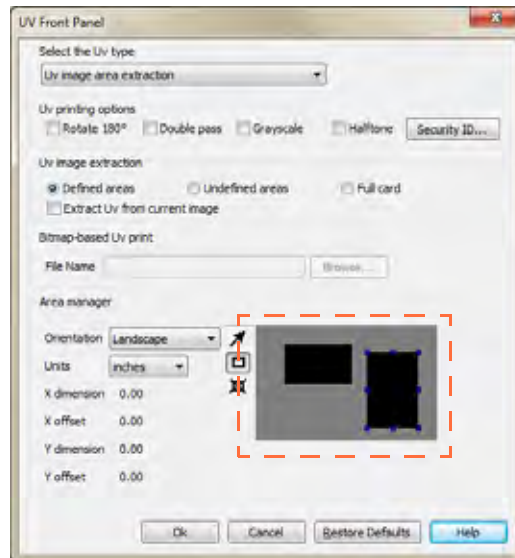 UV Front Panel
Select the Uv type
Uv image area extraction
Uv printing options
Rotate 180° Double pass Grayscale Halftone Security ID...
Uv image extraction
Defined areas Undefined areas Full card
Extract Uv from current image
Bitmap-based Uv print
File Name Browse...
Area manager
Orientation Landscape
Units inches
X dimension 0.00
X offset 0.00
Y dimension 0.00
Y offset 0.00
Ok Cancel Restore Defaults Help